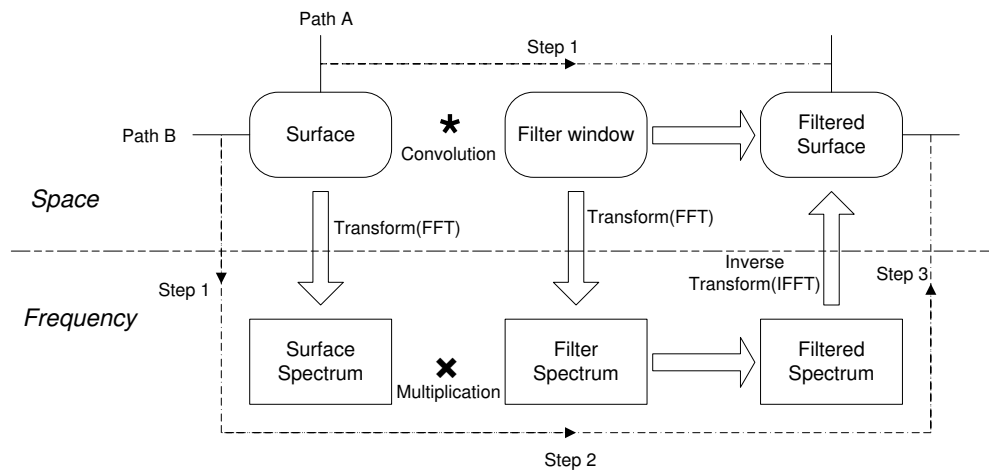 Path A
Step 1
Path B
Surface
*
Convolution
Filter window
Filtered
Surface
Space
Transform(FFT)
Transform(FFT)
Inverse
Transform(IFFT)
Step 1
Step 3
Frequency
Surface
Spectrum
×
Multiplication
Filter
Spectrum
Filtered
Spectrum
Step 2